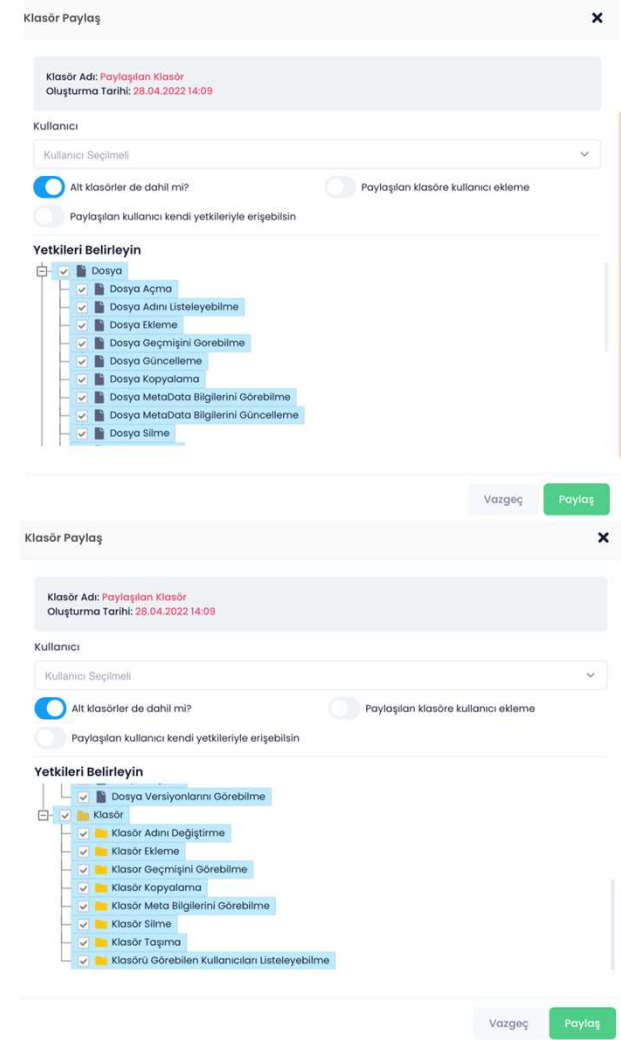 Klasör Paylaş
Klasör Adı: Paylaşılan Klasör
Oluşturma Tarihi: 28.04.2022 14:09
Kullanıcı
Kullanıcı Seçilmeli
Alt klasörler de dahil mi? Paylaşılan klasöre kullanıcı ekleme
Paylaşılan kullanıcı kendi yetkileriyle erişebilsin
Yetkileri Belirleyin
Dosya
Dosya Açma
Dosya Adını Listeleyebilme
Dosya Ekleme
Dosya Geçmişini Gorebilme
Dosya Güncelleme
Dosya Kopyalama
Dosya MetaData Bilgilerini Görebilme
Dosya MetaData Bilgilerini Güncelleme
Dosya Silme
Vazgeç Paylaş
Klasör Paylaş
Klasör Adı: Paylaşılan Klasör
Oluşturma Tarihi: 28.04.2022 14:09
Kullanıcı
Kullanıcı Seçilmeli
Alt klasörler de dahil mi? Paylaşılan klasöre kullanıcı ekleme
Paylaşılan kullanıcı kendi yetkileriyle erişebilsin
Yetkileri Belirleyin
Dosya Versiyonlarını Görebilme
Klasör
Klasör Adını Değiştirme
Klasör Ekleme
Klasor Geçmişini Görebilme
Klasör Kopyalama
Klasör Meta Bilgilerini Görebilme
Klasör Silme
Klasör Taşıma
Klasörü Görebilen Kullanıcıları Listeleyebilme
Vazgeç Paylaş